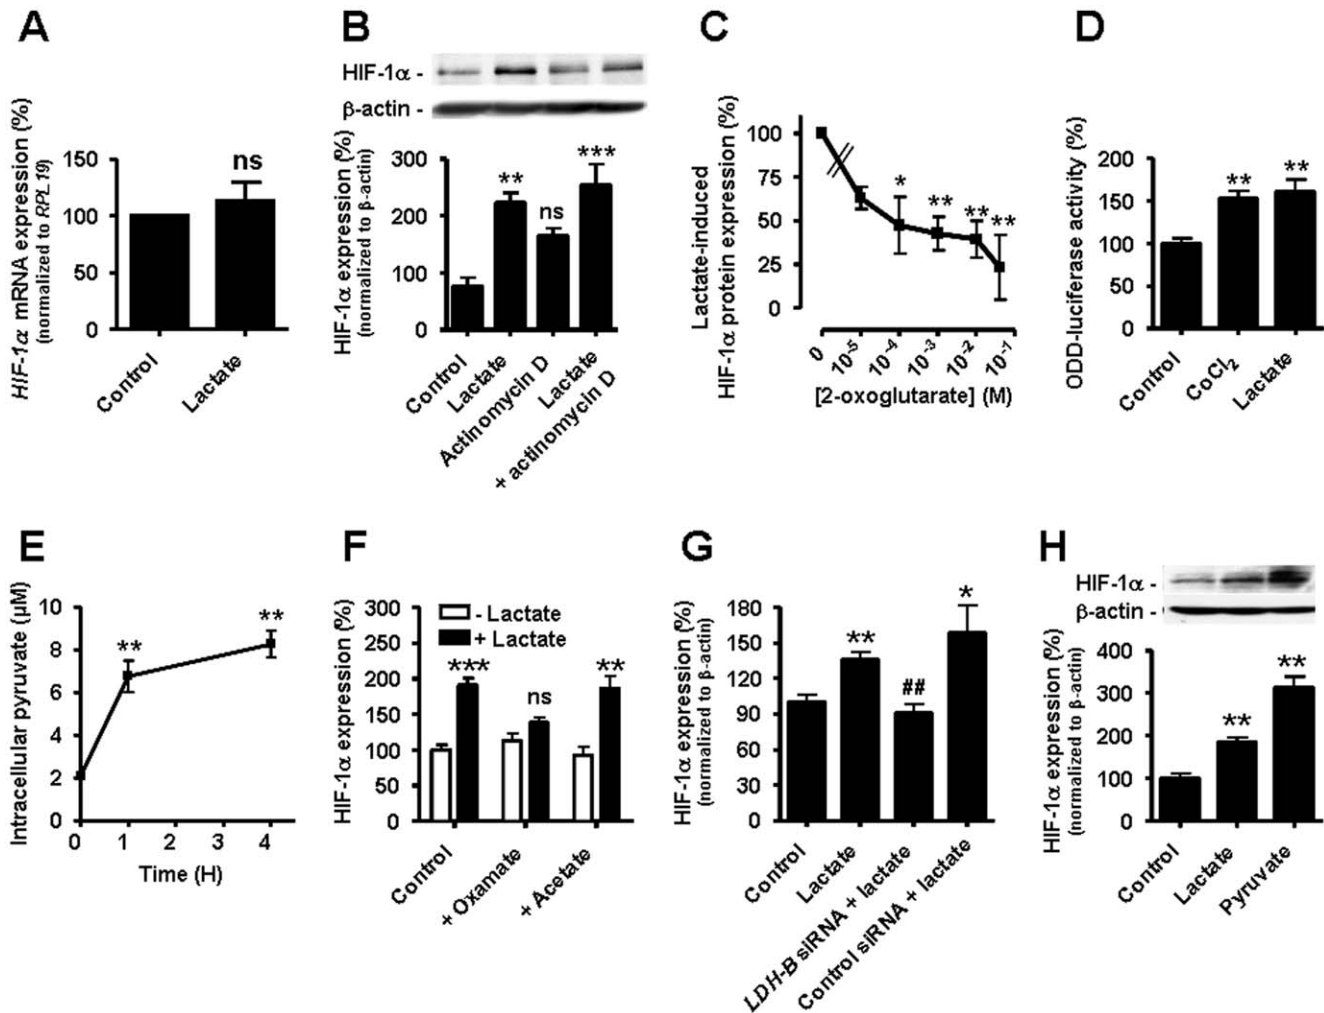 A
HIF-1α mRNA expression (%)
(normalized to RPL19)
150
100
50
0
ns
Control
Lactate
B
HIF-1α -
β-actin -
HIF-1α expression (%)
(normalized to β-actin)
300
200
100
0
**
ns
***
Control
Lactate
Actinomycin D
Lactate
+ actinomycin D
C
Lactate-induced
HIF-1α protein expression (%)
100
75
50
25
0
*
**
**
**
0
10-5
10-4
10-3
10-2
10-1
[2-oxoglutarate] (M)
D
ODD-luciferase activity (%)
200
150
100
50
0
**
**
Control
CoCl2
Lactate
E
Intracellular pyruvate (µM)
10
8
6
4
2
0
**
**
0 1 2 3 4
Time (H)
F
HIF-1α expression (%)
300
250
200
150
100
50
0
- Lactate
+ Lactate
***
ns
**
Control
+ Oxamate
+ Acetate
G
HIF-1α expression (%)
(normalized to β-actin)
180
150
120
90
60
30
0
**
##
*
Control
Lactate
LDH-B siRNA + lactate
Control siRNA + lactate
H
HIF-1α -
β-actin -
HIF-1α expression (%)
(normalized to β-actin)
400
300
200
100
0
**
**
Control
Lactate
Pyruvate